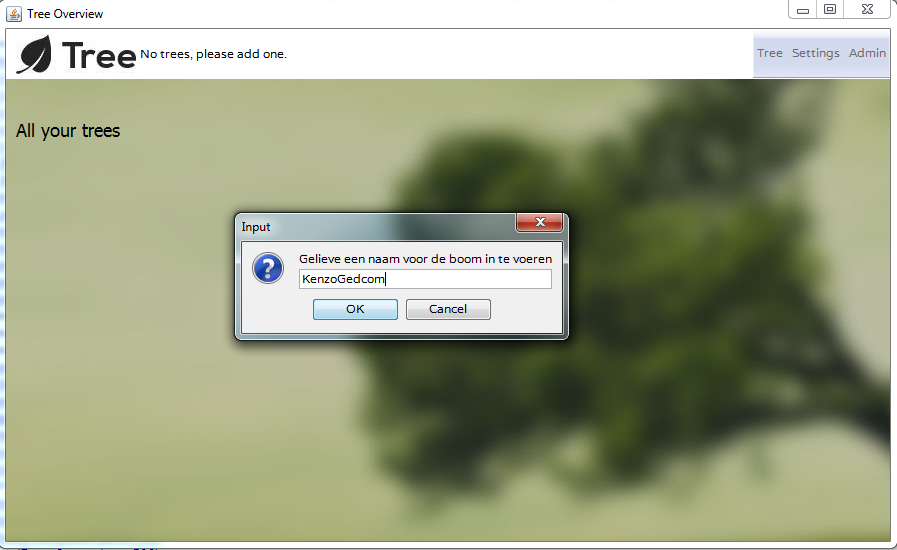 Tree Overview
Tree No trees, please add one.
Tree Settings Admin
All your trees
Input
Gelieve een naam voor de boom in te voeren
KenzoGedcom
OK Cancel